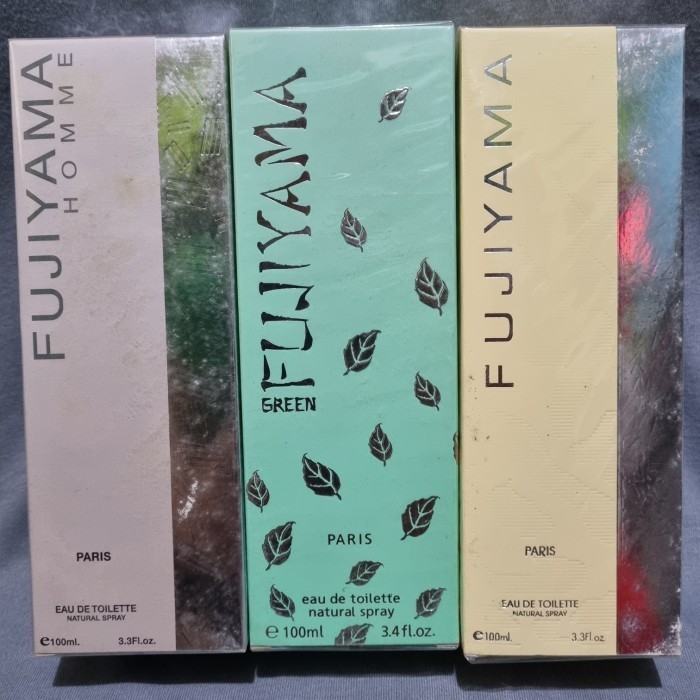 FUJIYAMA
HOMME
PARIS
EAU DE TOILETTE
NATURAL SPRAY
e100ml. 3.3Fl.oz.
FUJIYAMA
GREEN
PARIS
eau de toilette
natural spray
e 100ml 3.4 fl.oz.
FUJIYAMA
PARIS
EAU DE TOILETTE
NATURAL SPRAY
e100ml. 3.3Fl.oz.